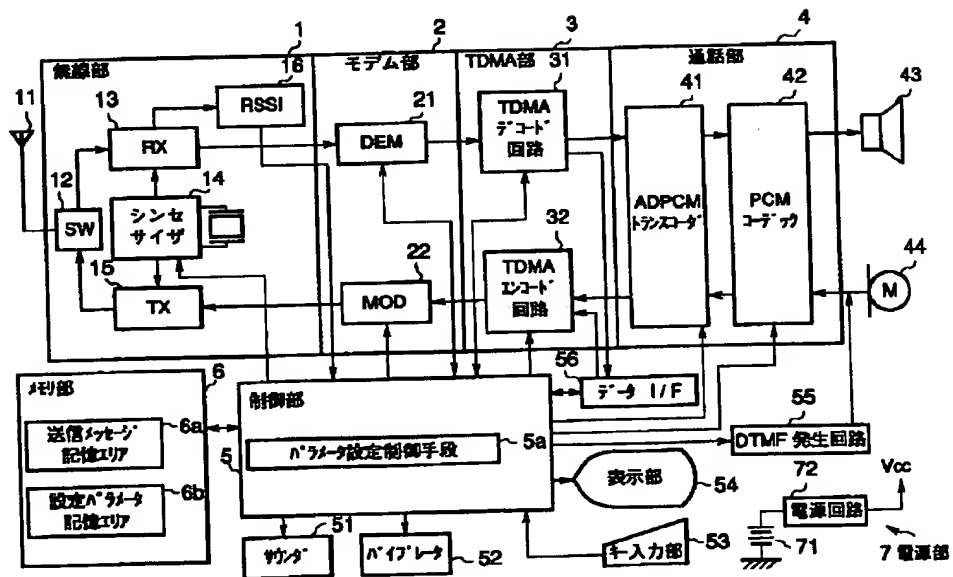 1
2
3
4
無線部
モデム部
TDMA部
通話部
11
12
13
14
15
16
RSSI
RX
SW
シンセ
サイザ
TX
21
DEM
22
MOD
31
TDMA
デコード
回路
32
TDMA
エンコード
回路
41
ADPCM
トランスコーダ
42
PCM
コーデック
43
44
M
6
メモリ部
6a
送信メッセージ
記憶エリア
6b
設定パラメータ
記憶エリア
5
制御部
5a
パラメータ設定制御手段
56
データ I/F
55
DTMF 発生回路
表示部
54
51
サウンダ
52
バイブレータ
キー入力部
53
72
電源回路
Vcc
71
7 電源部